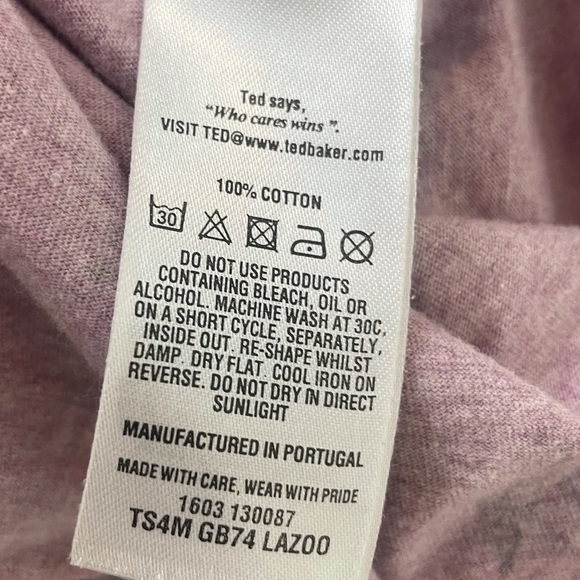 Ted says,
"Who cares wins".
VISIT TED@www.tedbaker.com
100% COTTON
30
DO NOT USE PRODUCTS
CONTAINING BLEACH, OIL OR
ALCOHOL. MACHINE WASH AT 30C,
ON A SHORT CYCLE, SEPARATELY,
INSIDE OUT. RE-SHAPE WHILST
DAMP. DRY FLAT. COOL IRON ON
REVERSE. DO NOT DRY IN DIRECT
SUNLIGHT
MANUFACTURED IN PORTUGAL
MADE WITH CARE, WEAR WITH PRIDE
1603 130087
TS4M GB74 LAZOO